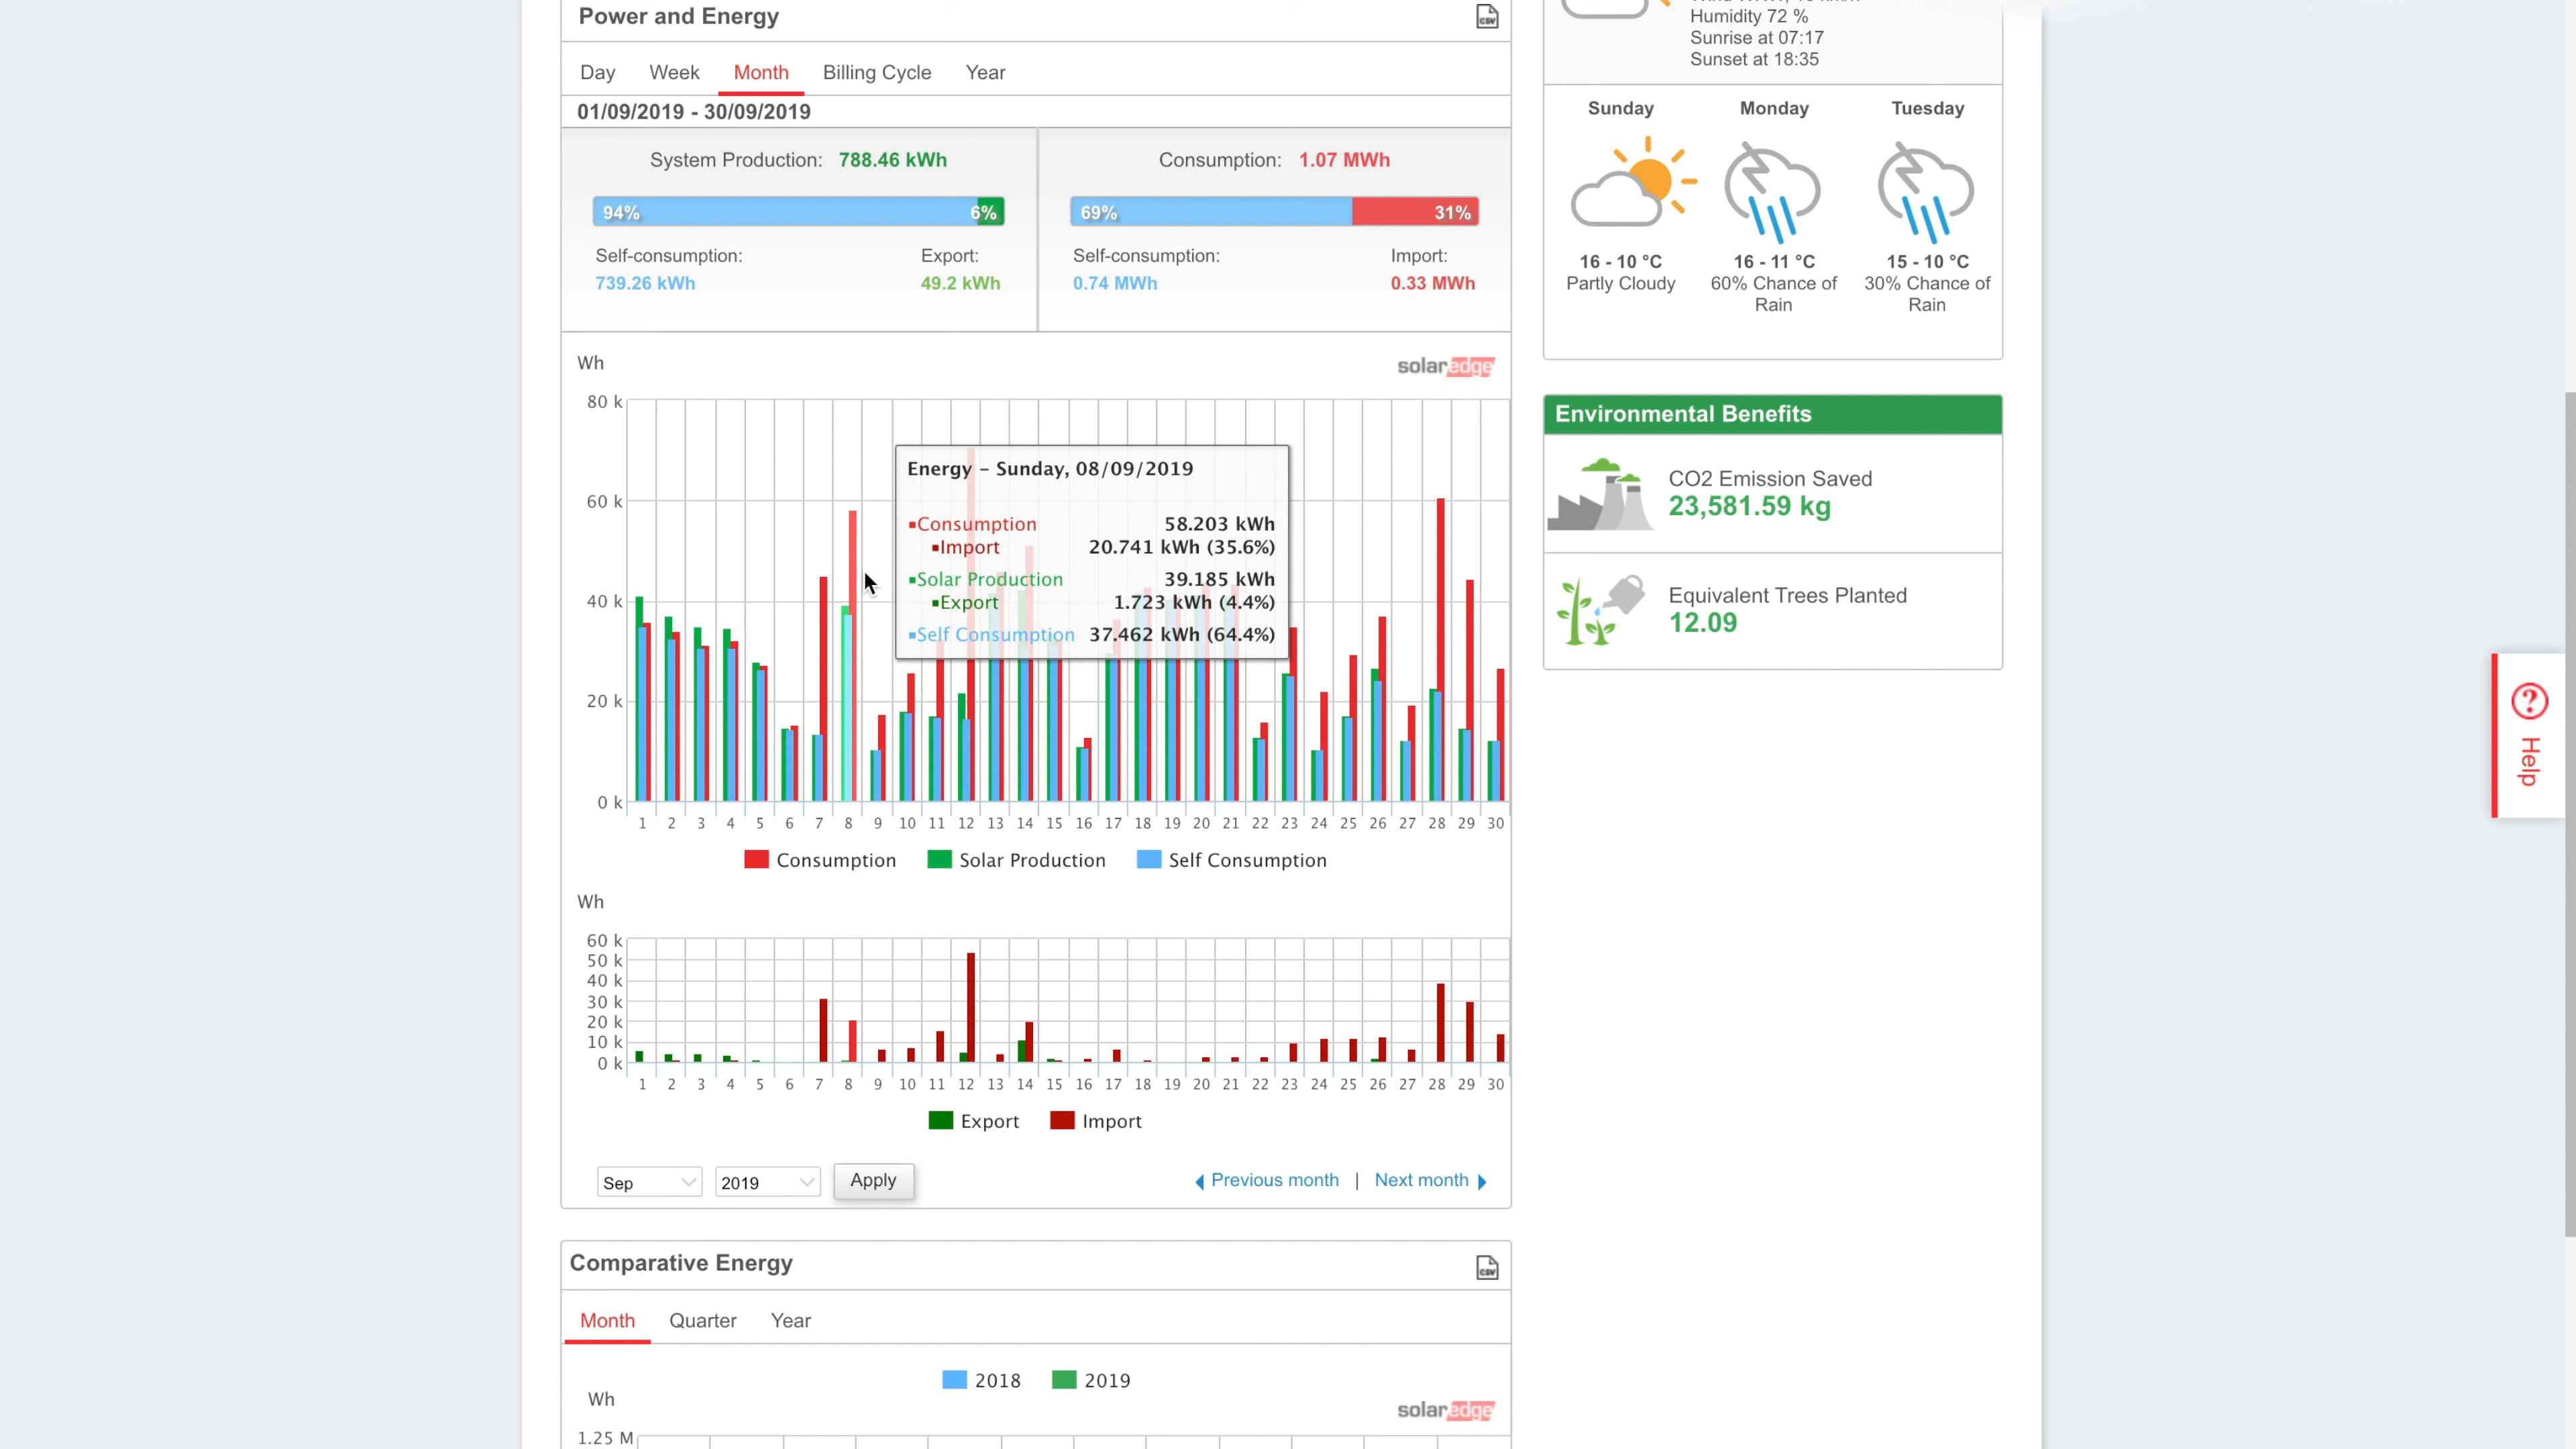 Power and Energy
csv
Day Week Month Billing Cycle Year
01/09/2019 - 30/09/2019
System Production: 788.46 kWh
94% 6%
Self-consumption: Export:
739.26 kWh 49.2 kWh
Consumption: 1.07 MWh
69% 31%
Self-consumption: Import:
0.74 MWh 0.33 MWh
Wh
solaredge
80 k
60 k
40 k
20 k
0 k
Energy – Sunday, 08/09/2019
Consumption 58.203 kWh
Import 20.741 kWh (35.6%)
Solar Production 39.185 kWh
Export 1.723 kWh (4.4%)
Self Consumption 37.462 kWh (64.4%)
1 2 3 4 5 6 7 8 9 10 11 12 13 14 15 16 17 18 19 20 21 22 23 24 25 26 27 28 29 30
Consumption Solar Production Self Consumption
Wh
60 k
50 k
40 k
30 k
20 k
10 k
0 k
1 2 3 4 5 6 7 8 9 10 11 12 13 14 15 16 17 18 19 20 21 22 23 24 25 26 27 28 29 30
Export Import
Sep 2019 Apply Previous month | Next month
Comparative Energy
csv
Month Quarter Year
2018 2019
Wh
solaredge
1.25 M
Humidity 72 %
Sunrise at 07:17
Sunset at 18:35
Sunday Monday Tuesday
16 - 10 °C 16 - 11 °C 15 - 10 °C
Partly Cloudy 60% Chance of 30% Chance of
Rain Rain
Environmental Benefits
CO2 Emission Saved
23,581.59 kg
Equivalent Trees Planted
12.09
? Help